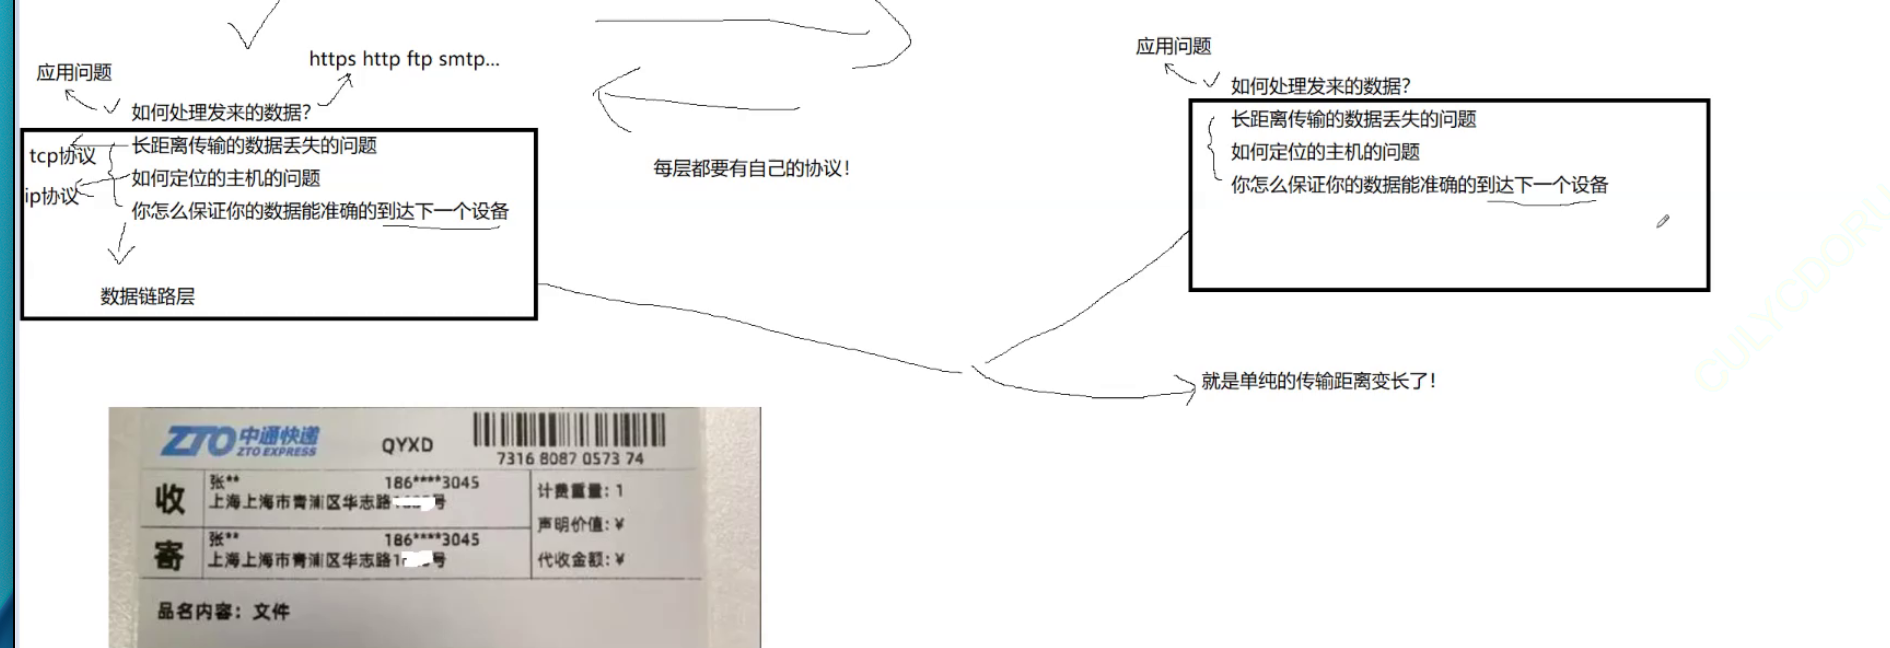 应用问题
https http ftp smtp...
如何处理发来的数据?
tcp协议
长距离传输的数据丢失的问题
ip协议
如何定位的主机的问题
你怎么保证你的数据能准确的到达下一个设备
数据链路层
每层都要有自己的协议!
应用问题
如何处理发来的数据?
长距离传输的数据丢失的问题
如何定位的主机的问题
你怎么保证你的数据能准确的到达下一个设备
就是单纯的传输距离变长了!
ZTO 中通快递
ZTO EXPRESS
QYXD
7316 8087 0573 74
收
张** 186****3045
上海上海市青浦区华志路 号
寄
张** 186****3045
上海上海市青浦区华志路1 号
计费重量: 1
声明价值: ¥
代收金额: ¥
品名内容: 文件
CULYCDORU